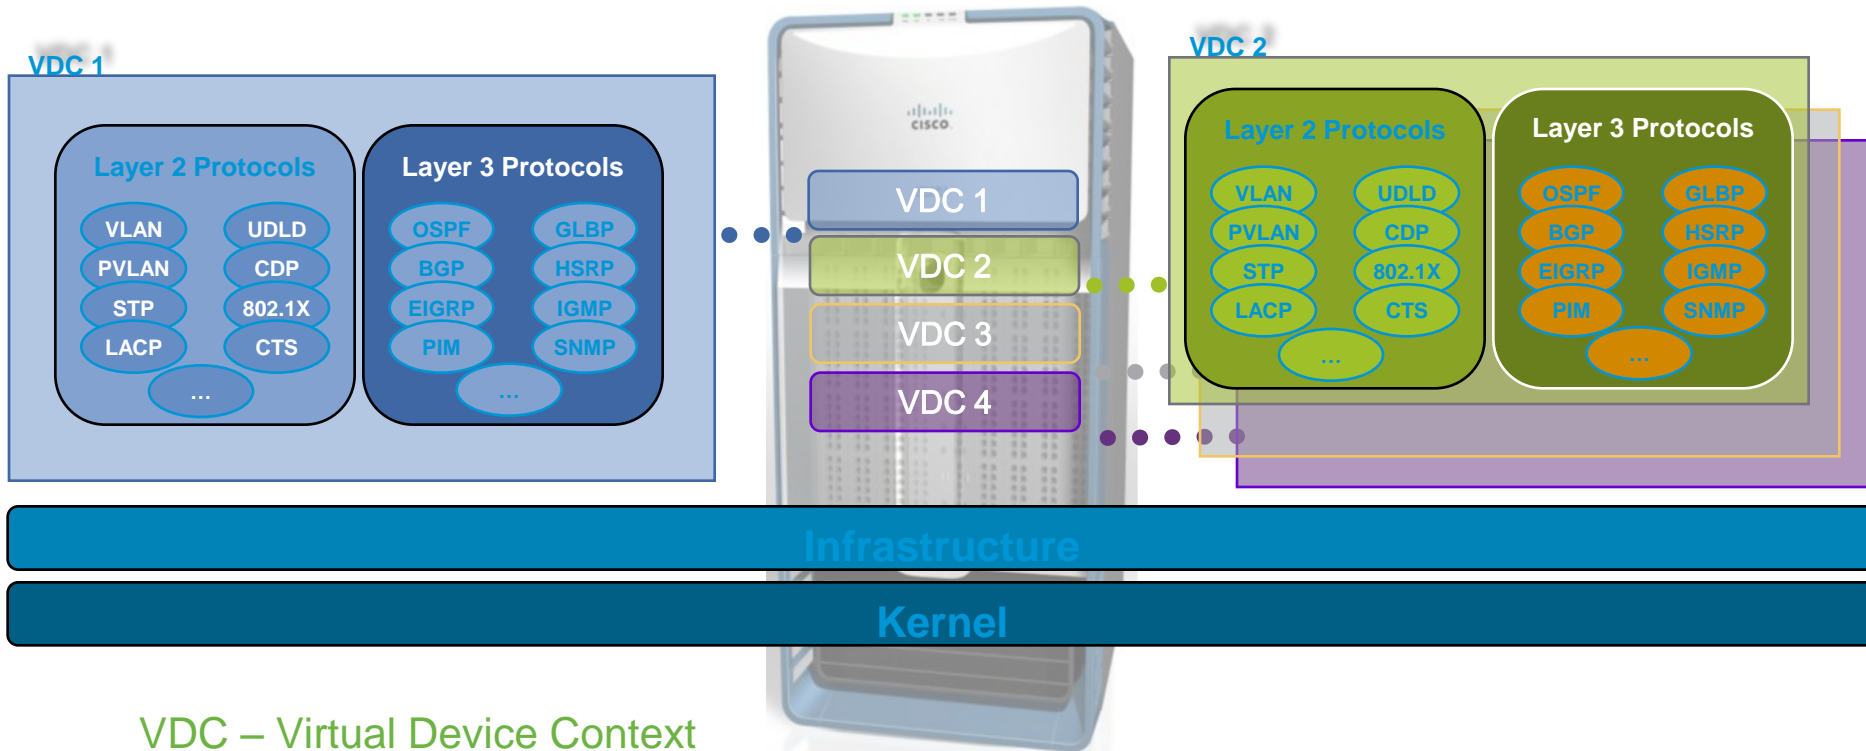 VDC 1
Layer 2 Protocols
VLAN
UDLD
PVLAN
CDP
STP
802.1X
LACP
CTS
...
Layer 3 Protocols
OSPF
GLBP
BGP
HSRP
EIGRP
IGMP
PIM
SNMP
...
CISCO.
VDC 1
VDC 2
VDC 3
VDC 4
VDC 2
Layer 2 Protocols
VLAN
UDLD
PVLAN
CDP
STP
802.1X
LACP
CTS
...
Layer 3 Protocols
OSPF
GLBP
BGP
HSRP
EIGRP
IGMP
PIM
SNMP
...
Infrastructure
Kernel
VDC – Virtual Device Context